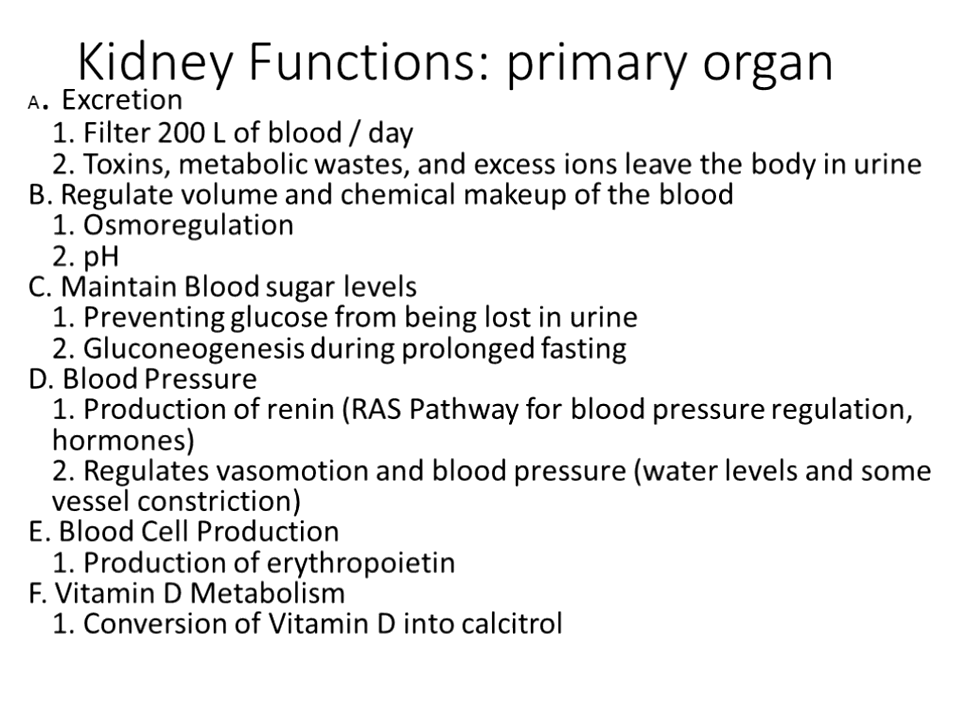 Kidney Functions: primary organ
A. Excretion
1. Filter 200 L of blood / day
2. Toxins, metabolic wastes, and excess ions leave the body in urine
B. Regulate volume and chemical makeup of the blood
1. Osmoregulation
2. pH
C. Maintain Blood sugar levels
1. Preventing glucose from being lost in urine
2. Gluconeogenesis during prolonged fasting
D. Blood Pressure
1. Production of renin (RAS Pathway for blood pressure regulation,
hormones)
2. Regulates vasomotion and blood pressure (water levels and some
vessel constriction)
E. Blood Cell Production
1. Production of erythropoietin
F. Vitamin D Metabolism
1. Conversion of Vitamin D into calcitrol